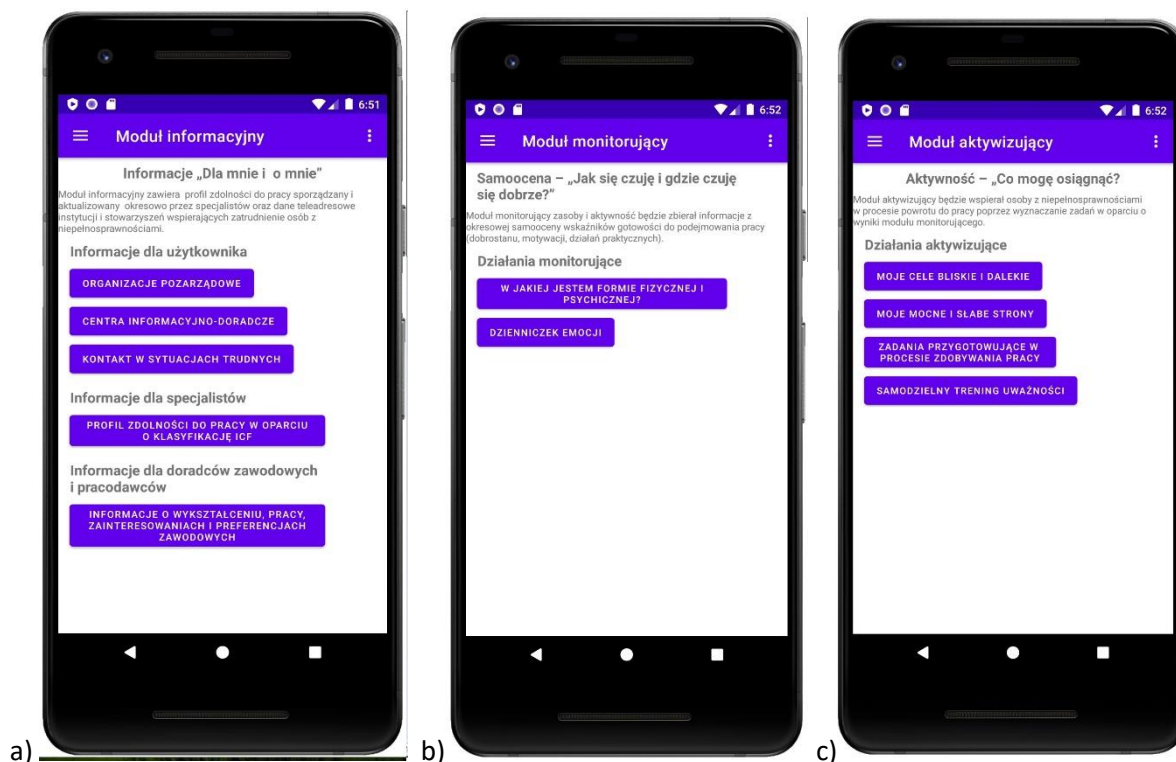 6:51
Moduł informacyjny
Informacje „Dla mnie i o mnie”
Moduł informacyjny zawiera profil zdolności do pracy sporządzany i
aktualizowany okresowo przez specjalistów oraz dane teleadresowe
instytucji i stowarzyszeń wspierających zatrudnienie osób z
niepełnosprawnościami.
Informacje dla użytkownika
ORGANIZACJE POZARZĄDOWE
CENTRA INFORMACYJNO-DORADCZE
KONTAKT W SYTUACJACH TRUDNYCH
Informacje dla specjalistów
PROFIL ZDOLNOŚCI DO PRACY W OPARCIU
O KLASYFIKACJĘ ICF
Informacje dla doradców zawodowych
i pracodawców
INFORMACJE O WYKSZTAŁCENIU, PRACY,
ZAINTERESOWANIACH I PREFERENCJACH
ZAWODOWYCH
a)
6:52
Moduł monitorujący
Samoocena – „Jak się czuję i gdzie czuję
się dobrze?”
Moduł monitorujący zasoby i aktywność będzie zbierał informacje z
okresowej samooceny wskaźników gotowości do podejmowania pracy
(dobrostanu, motywacji, działań praktycznych).
Działania monitorujące
W JAKIEJ JESTEM FORMIE FIZYCZNEJ I
PSYCHICZNEJ?
DZIENNICZEK EMOCJI
b)
6:52
Moduł aktywizujący
Aktywność – „Co mogę osiągnąć?
Moduł aktywizujący będzie wspierał osoby z niepełnosprawnościami
w procesie powrotu do pracy poprzez wyznaczanie zadań w oparciu o
wyniki modułu monitorującego.
Działania aktywizujące
MOJE CELE BLISKIE I DALEKIE
MOJE MOCNE I SŁABE STRONY
ZADANIA PRZYGOTOWUJĄCE W
PROCESIE ZDOBYWANIA PRACY
SAMODZIELNY TRENING UWAŻNOŚCI
c)